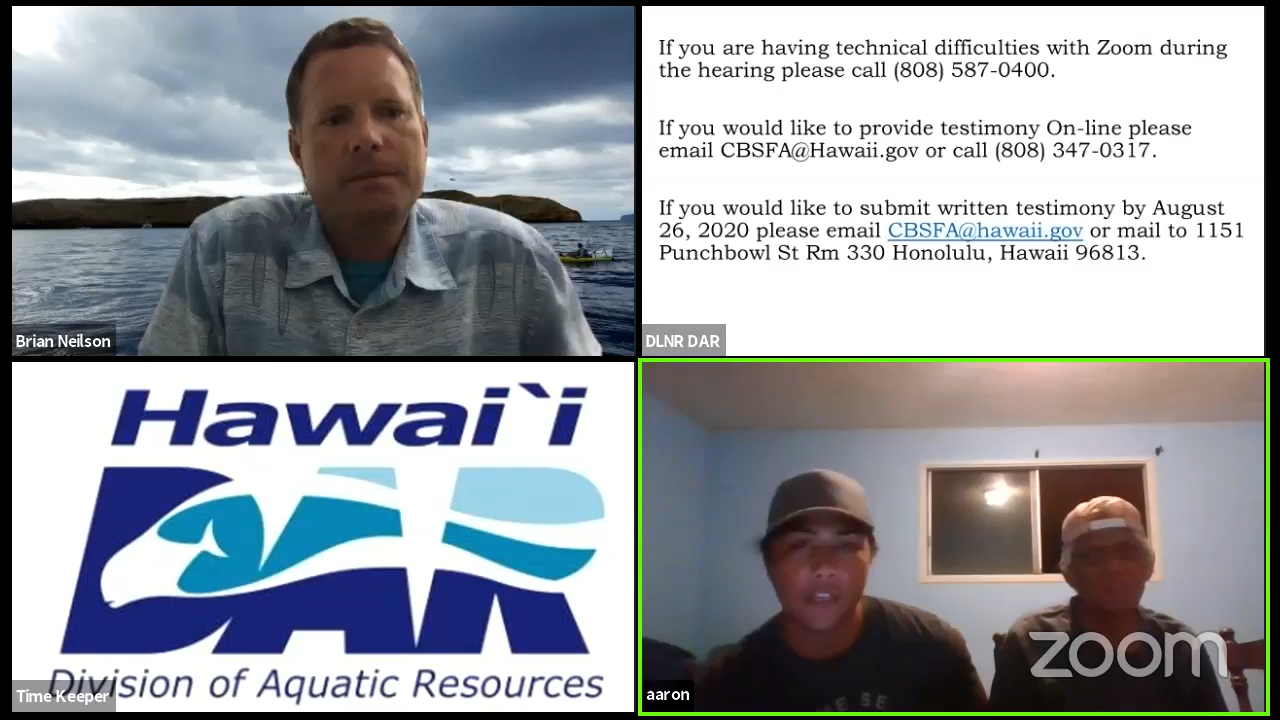 If you are having technical difficulties with Zoom during
the hearing please call (808) 587-0400.
If you would like to provide testimony On-line please
email CBSFA@Hawaii.gov or call (808) 347-0317.
If you would like to submit written testimony by August
26, 2020 please email CBSFA@hawaii.gov or mail to 1151
Punchbowl St Rm 330 Honolulu, Hawaii 96813.
Brian Neilson
DLNR DAR
Hawai`i
DAR
Division of Aquatic Resources
Time Keeper
aaron
zoom